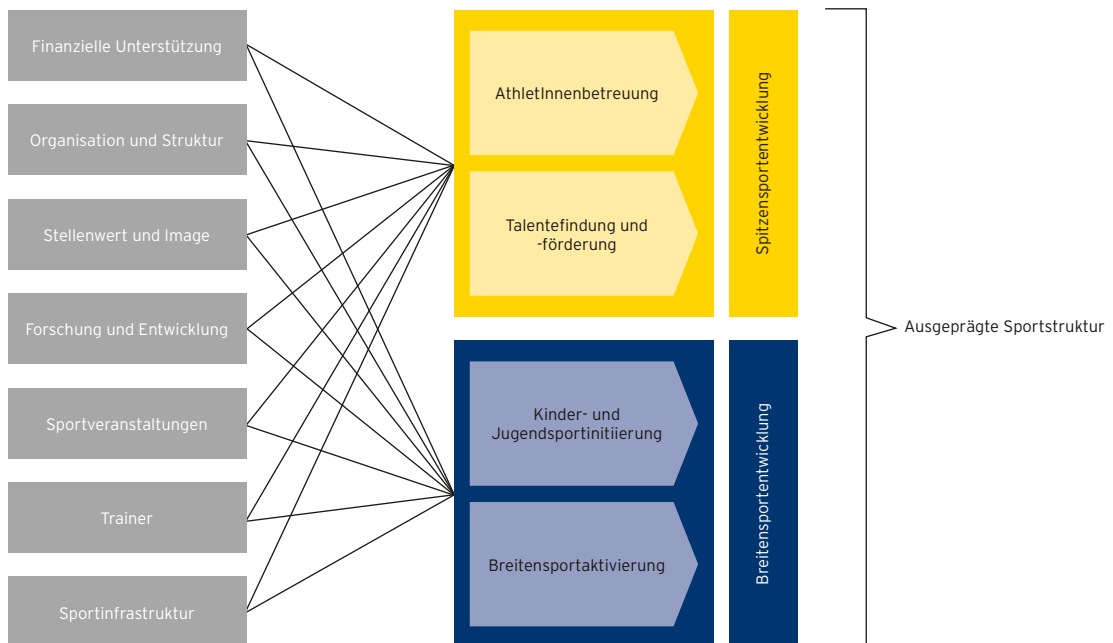 Finanzielle Unterstützung
Organisation und Struktur
Stellenwert und Image
Forschung und Entwicklung
Sportveranstaltungen
Trainer
Sportinfrastruktur
AthletInnenbetreuung
Talentefindung und
-förderung
Spitzensportentwicklung
Kinder- und
Jugendsportinitiierung
Breitensportaktivierung
Breitensportentwicklung
Ausgeprägte Sportstruktur